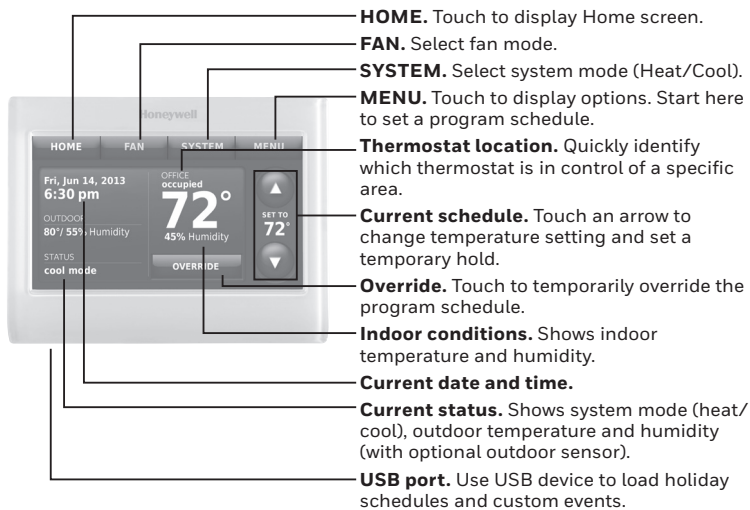 HOME. Touch to display Home screen.
FAN. Select fan mode.
SYSTEM. Select system mode (Heat/Cool).
MENU. Touch to display options. Start here
to set a program schedule.
Thermostat location. Quickly identify
which thermostat is in control of a specific
area.
Current schedule. Touch an arrow to
change temperature setting and set a
temporary hold.
Override. Touch to temporarily override the
program schedule.
Indoor conditions. Shows indoor
temperature and humidity.
Current date and time.
Current status. Shows system mode (heat/
cool), outdoor temperature and humidity
(with optional outdoor sensor).
USB port. Use USB device to load holiday
schedules and custom events.
Honeywell
HOME FAN SYSTEM MENU
Fri, Jun 14, 2013
6:30 pm
OUTDOOR
80°/ 55% Humidity
STATUS
cool mode
OFFICE
occupied
72°
45% Humidity
OVERRIDE
SET TO
72°